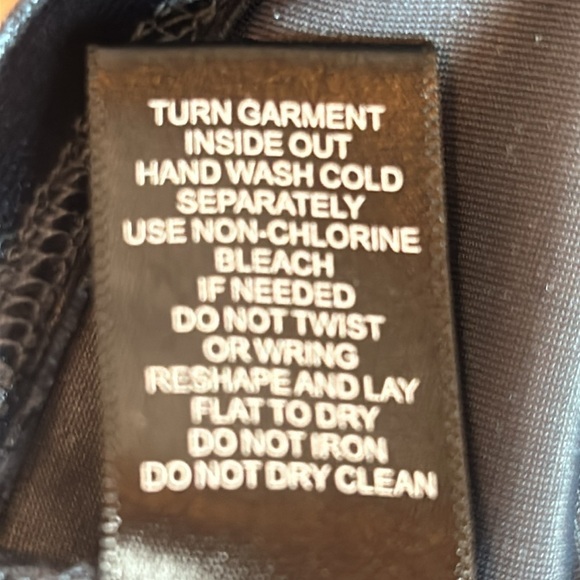 TURN GARMENT
INSIDE OUT
HAND WASH COLD
SEPARATELY
USE NON-CHLORINE
BLEACH
IF NEEDED
DO NOT TWIST
OR WRING
RESHAPE AND LAY
FLAT TO DRY
DO NOT IRON
DO NOT DRY CLEAN